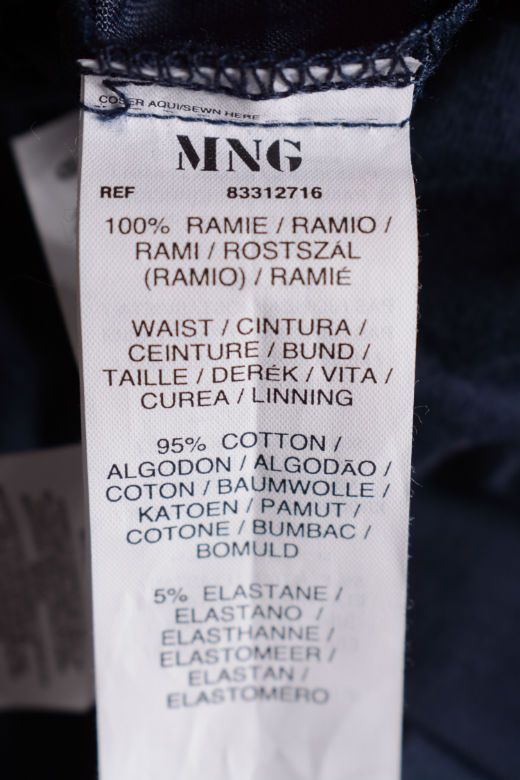 COSER AQUI/SEWN HERE
MNG
REF 83312716
100% RAMIE / RAMIO /
RAMI / ROSTSZÁL
(RAMIO) / RAMIÉ
WAIST / CINTURA /
CEINTURE / BUND /
TAILLE / DERÉK / VITA /
CUREA / LINNING
95% COTTON /
ALGODON / ALGODÃO /
COTON / BAUMWOLLE /
KATOEN / PAMUT /
COTONE / BUMBAC /
BOMULD
5% ELASTANE /
ELASTANO /
ELASTHANNE /
ELASTOMEER /
ELASTAN /
ELASTOMERO